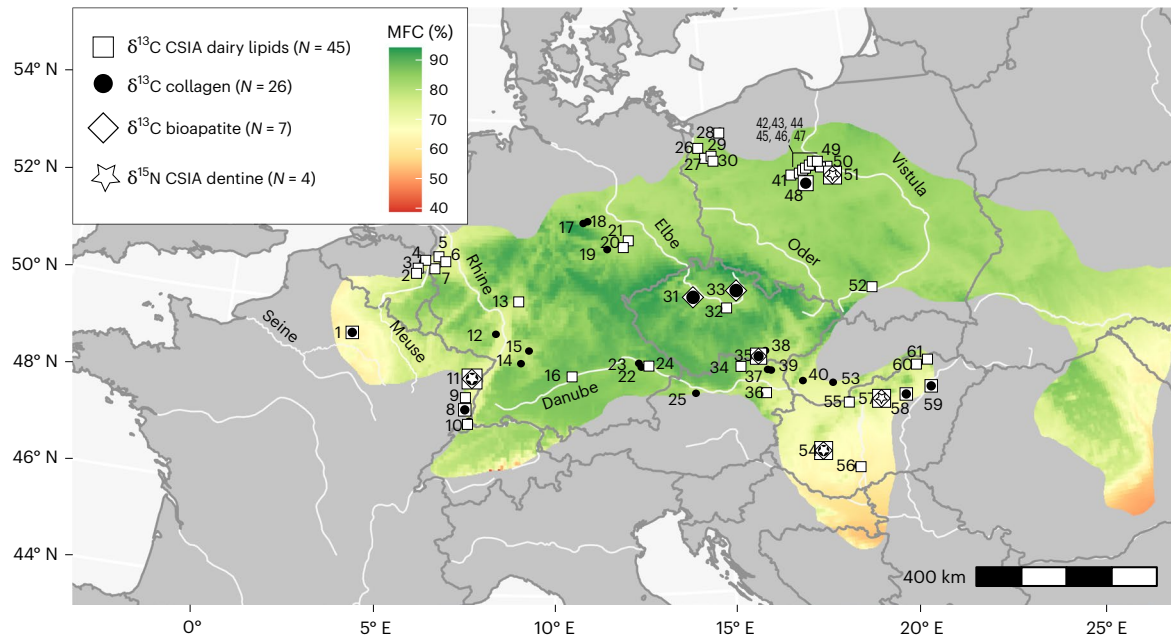 MFC (%)
90
80
70
60
50
40
δ¹³C CSIA dairy lipids (N = 45)
δ¹³C collagen (N = 26)
δ¹³C bioapatite (N = 7)
δ¹⁵N CSIA dentine (N = 4)
54° N
52° N
50° N
48° N
46° N
44° N
42, 43, 44
45, 46, 47
28
26
29
27
30
49
50
41
51
48
Vistula
17
18
21
20
19
Elbe
Oder
5
4
6
3
2
7
Rhine
13
31
33
32
52
Seine
Meuse
1
12
15
14
11
9
8
10
16
23
22
24
Danube
25
34
35
38
37
39
36
40
53
61
60
55
57
58
59
54
56
400 km
0°
5° E
10° E
15° E
20° E
25° E